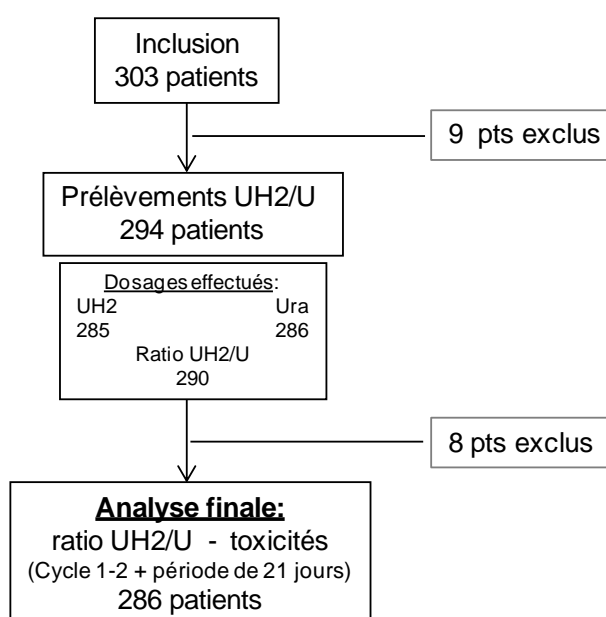 Inclusion
303 patients
9 pts exclus
Prélèvements UH2/U
294 patients
Dosages effectués:
UH2 Ura
285 286
Ratio UH2/U
290
8 pts exclus
Analyse finale:
ratio UH2/U - toxicités
(Cycle 1-2 + période de 21 jours)
286 patients